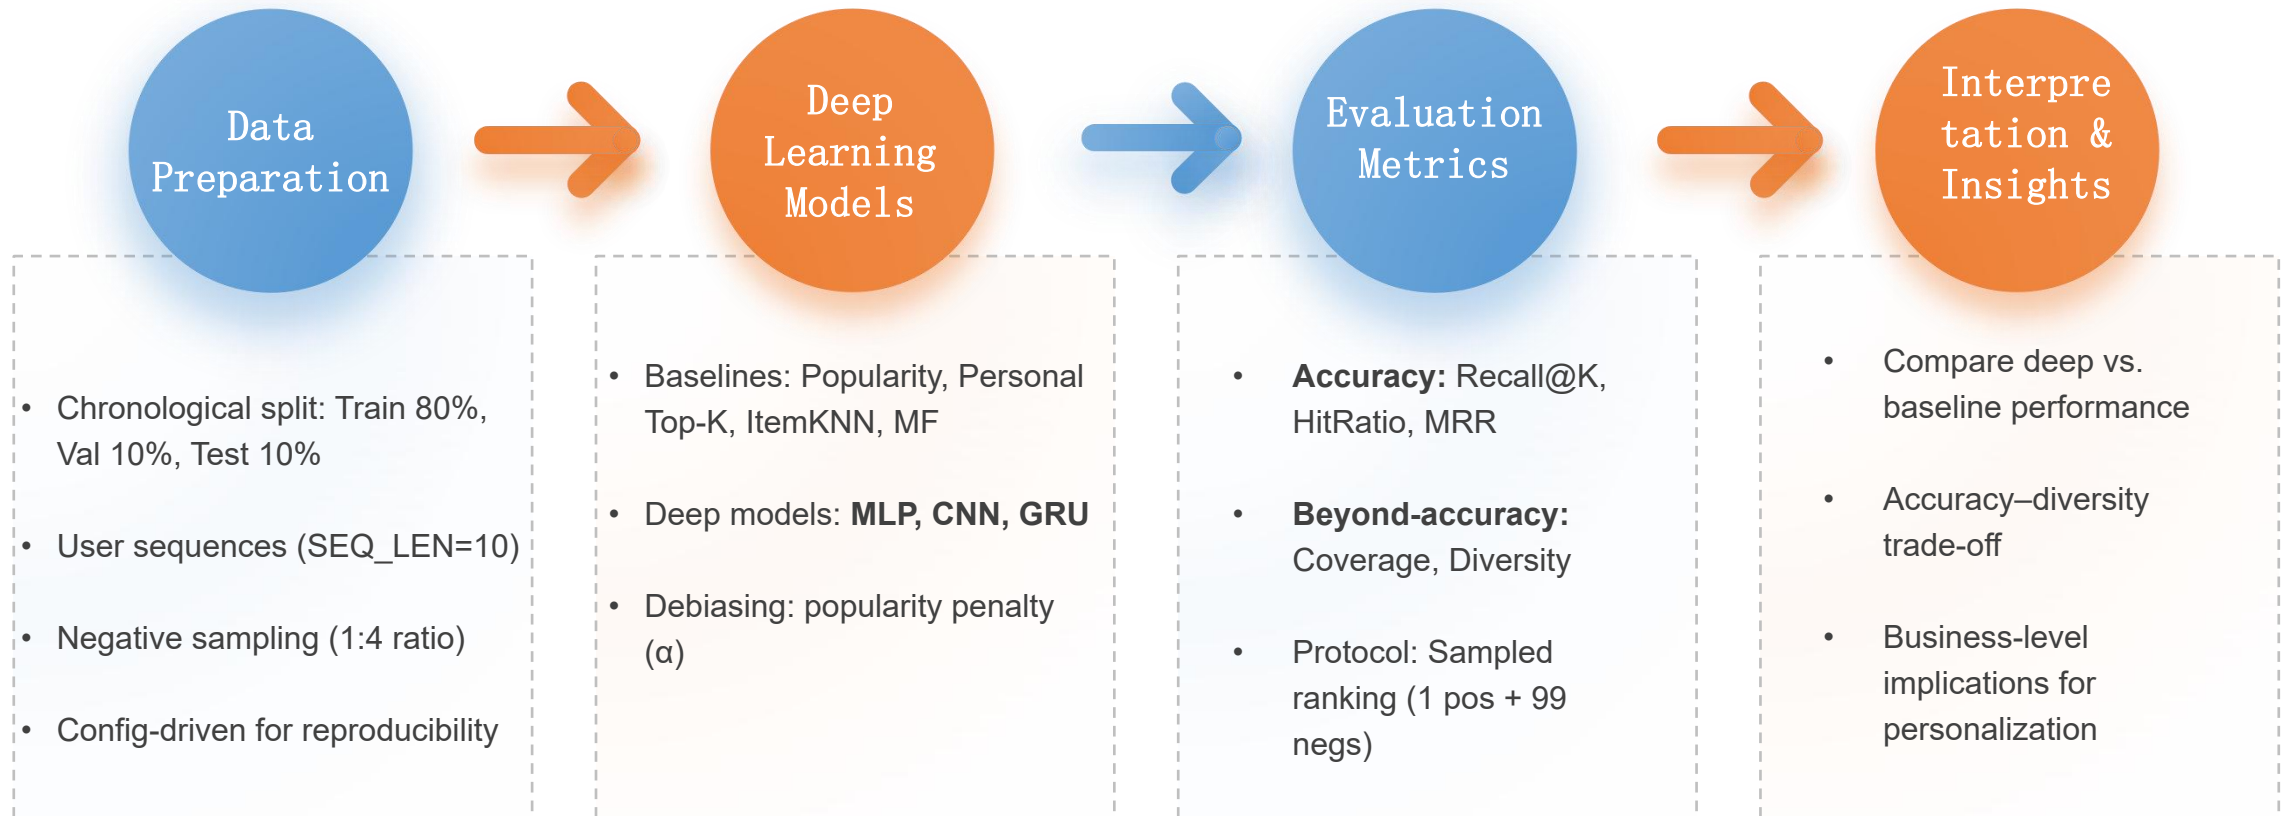 Data
Preparation
• Chronological split: Train 80%,
Val 10%, Test 10%
• User sequences (SEQ_LEN=10)
• Negative sampling (1:4 ratio)
• Config-driven for reproducibility
Deep
Learning
Models
• Baselines: Popularity, Personal
Top-K, ItemKNN, MF
• Deep models: MLP, CNN, GRU
• Debiasing: popularity penalty
(α)
Evaluation
Metrics
• Accuracy: Recall@K,
HitRatio, MRR
• Beyond-accuracy:
Coverage, Diversity
• Protocol: Sampled
ranking (1 pos + 99
negs)
Interpre
tation &
Insights
• Compare deep vs.
baseline performance
• Accuracy–diversity
trade-off
• Business-level
implications for
personalization